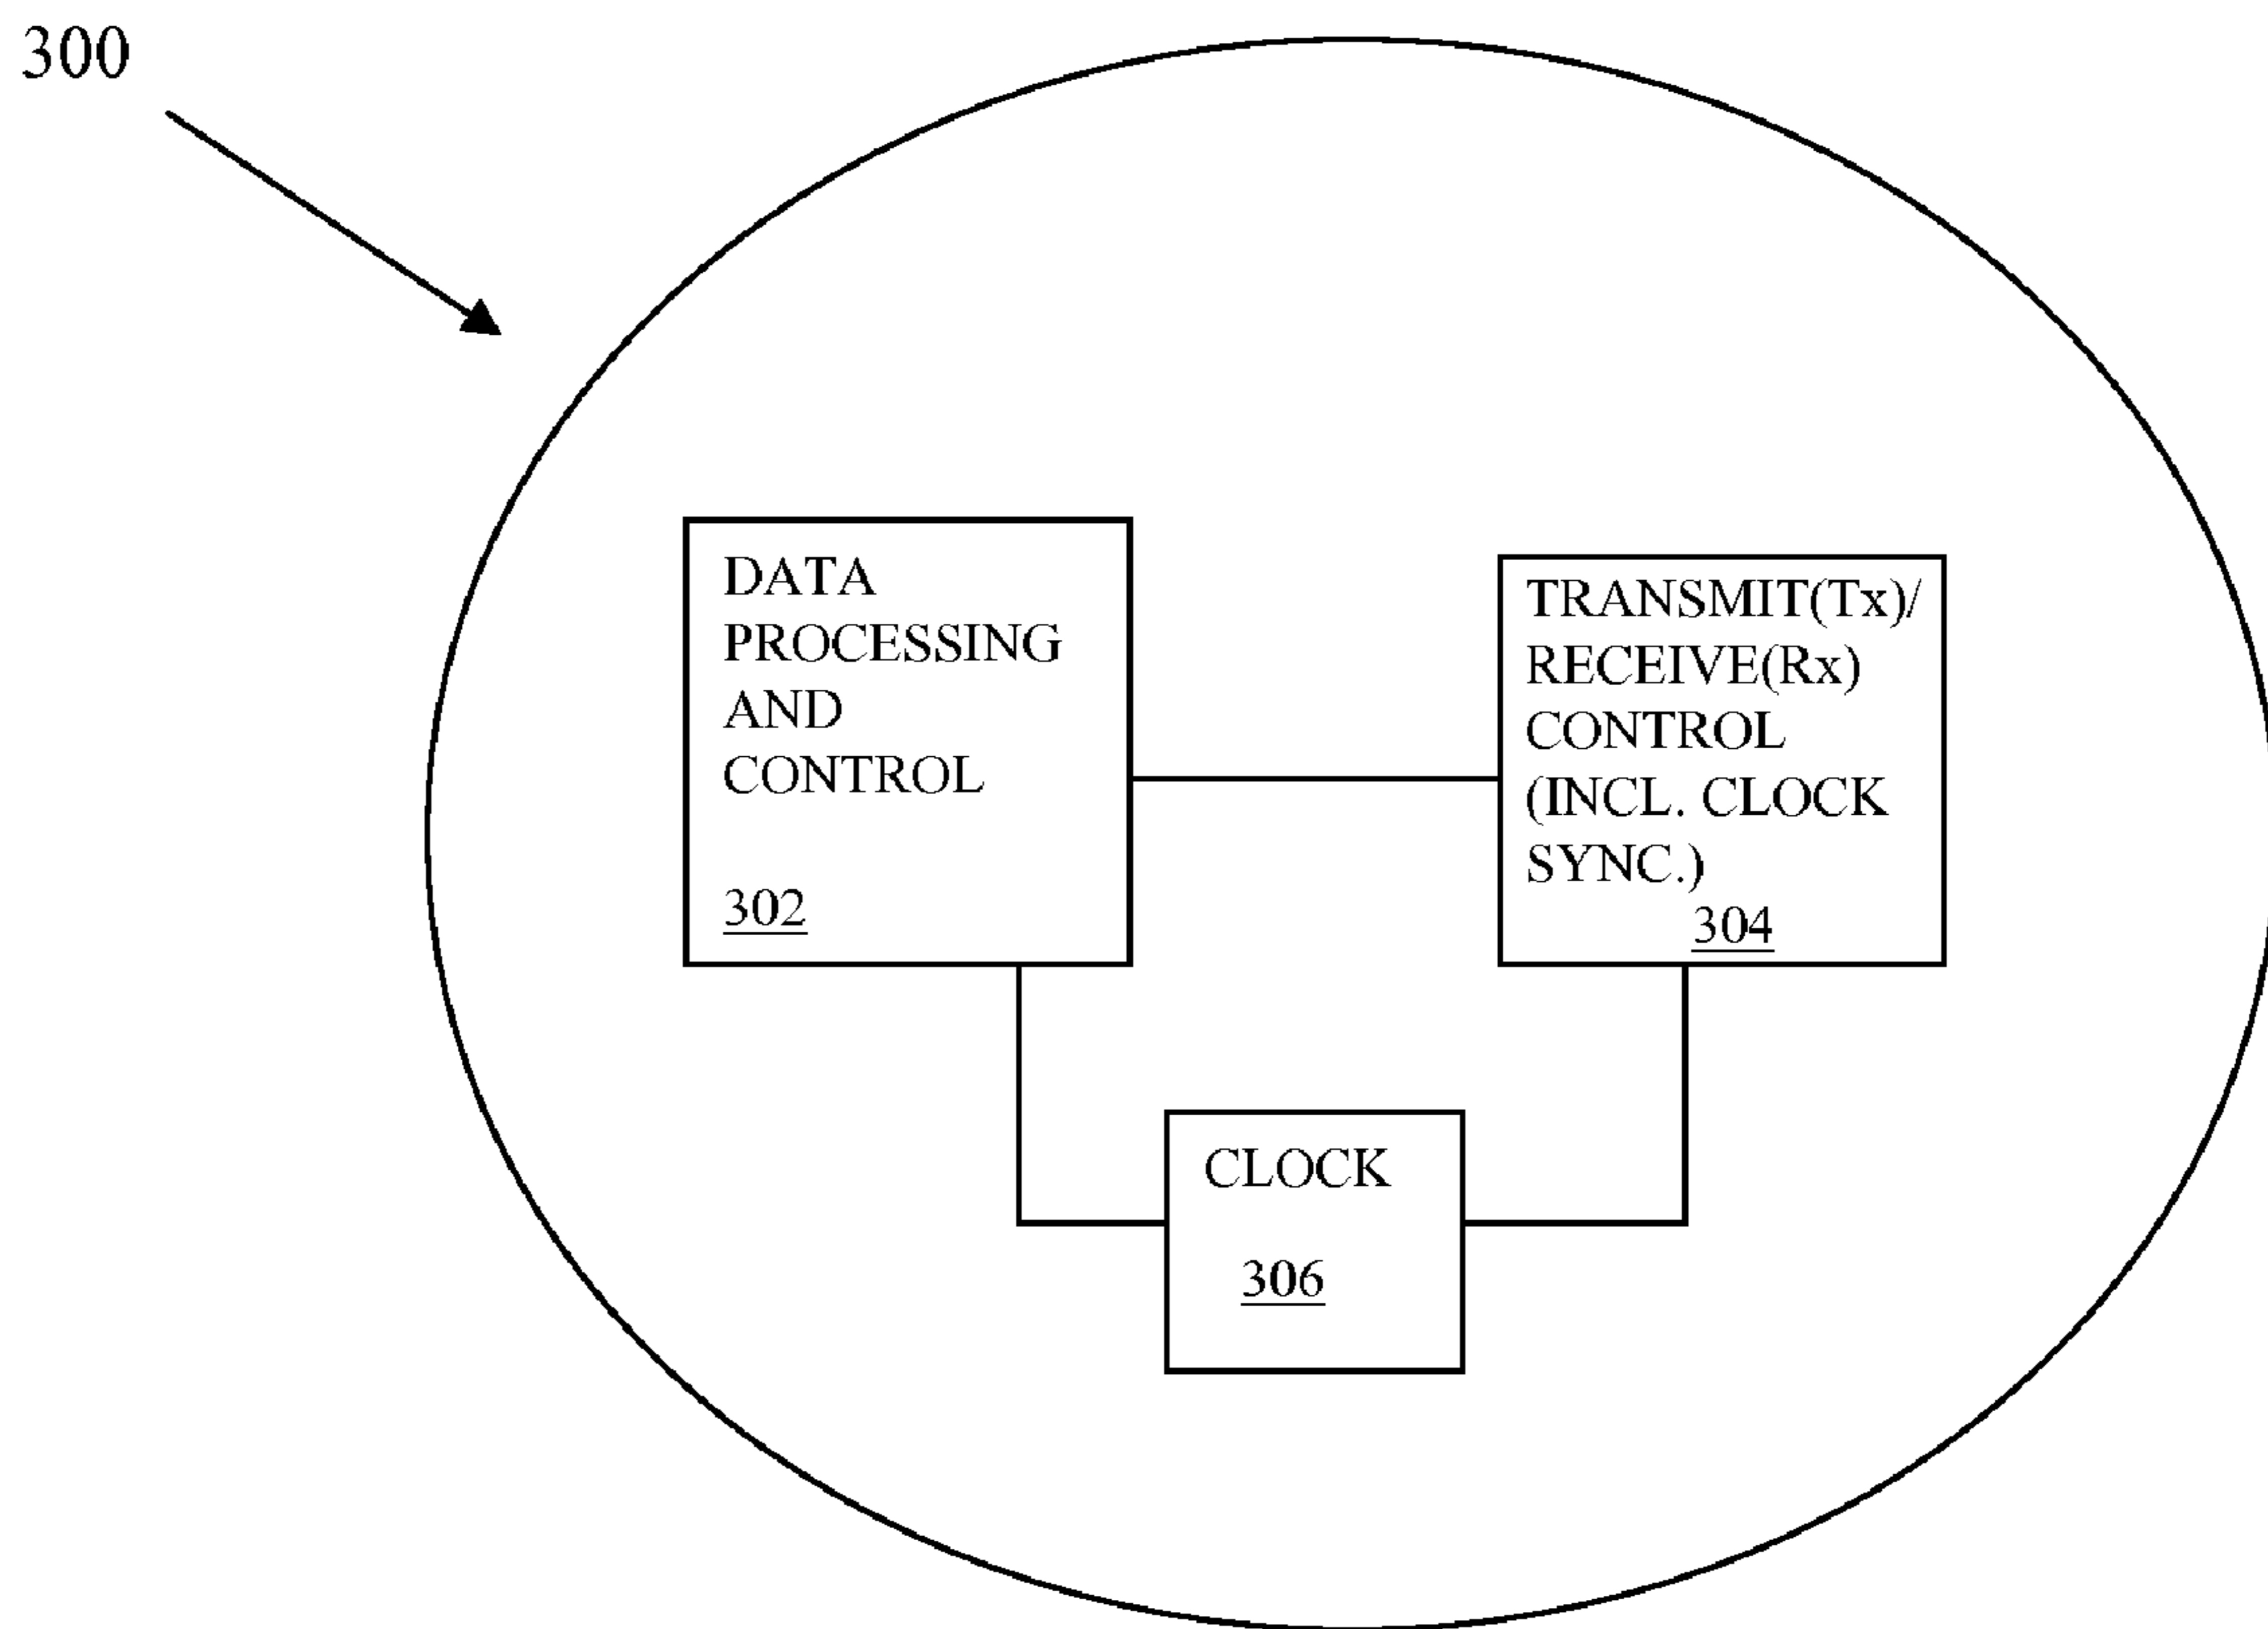 300
DATA
PROCESSING
AND
CONTROL
302
TRANSMIT(Tx)/
RECEIVE(Rx)
CONTROL
(INCL. CLOCK
SYNC.)
304
CLOCK
306